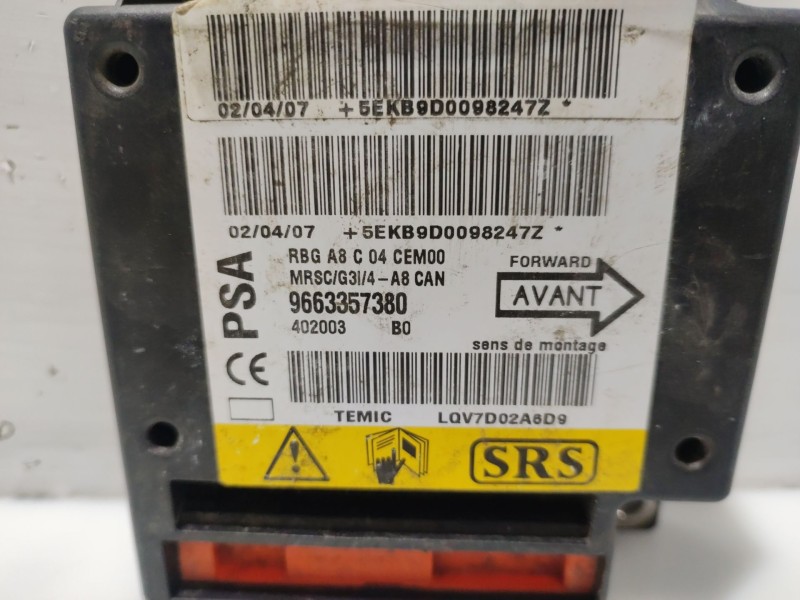 02/04/07 +5EKB9D0098247Z *
02/04/07 +5EKB9D0098247Z *
PSA
RBG A8 C 04 CEM00
MRSC/G3I/4-A8 CAN
9663357380
402003 B0
FORWARD
AVANT
sens de montage
CE
TEMIC LQV7D02A6D9
SRS